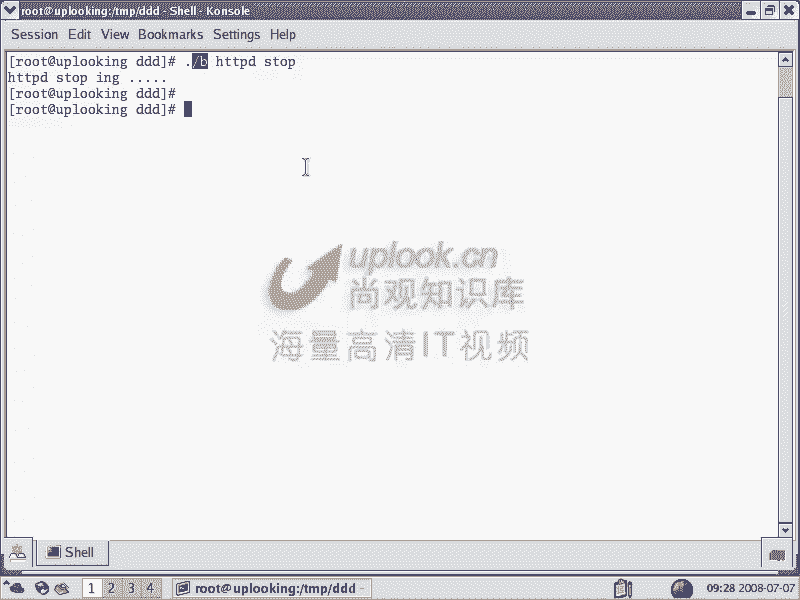 root@uplooking:/tmp/ddd - Shell - Konsole
Session Edit View Bookmarks Settings Help
[root@uplooking ddd]# ./b httpd stop
httpd stop ing .....
[root@uplooking ddd]#
[root@uplooking ddd]#
uplook.cn
尚观知识库
海量高清IT视频
Shell
1 2 3 4 root@uplooking:/tmp/ddd - 09:28 2008-07-07